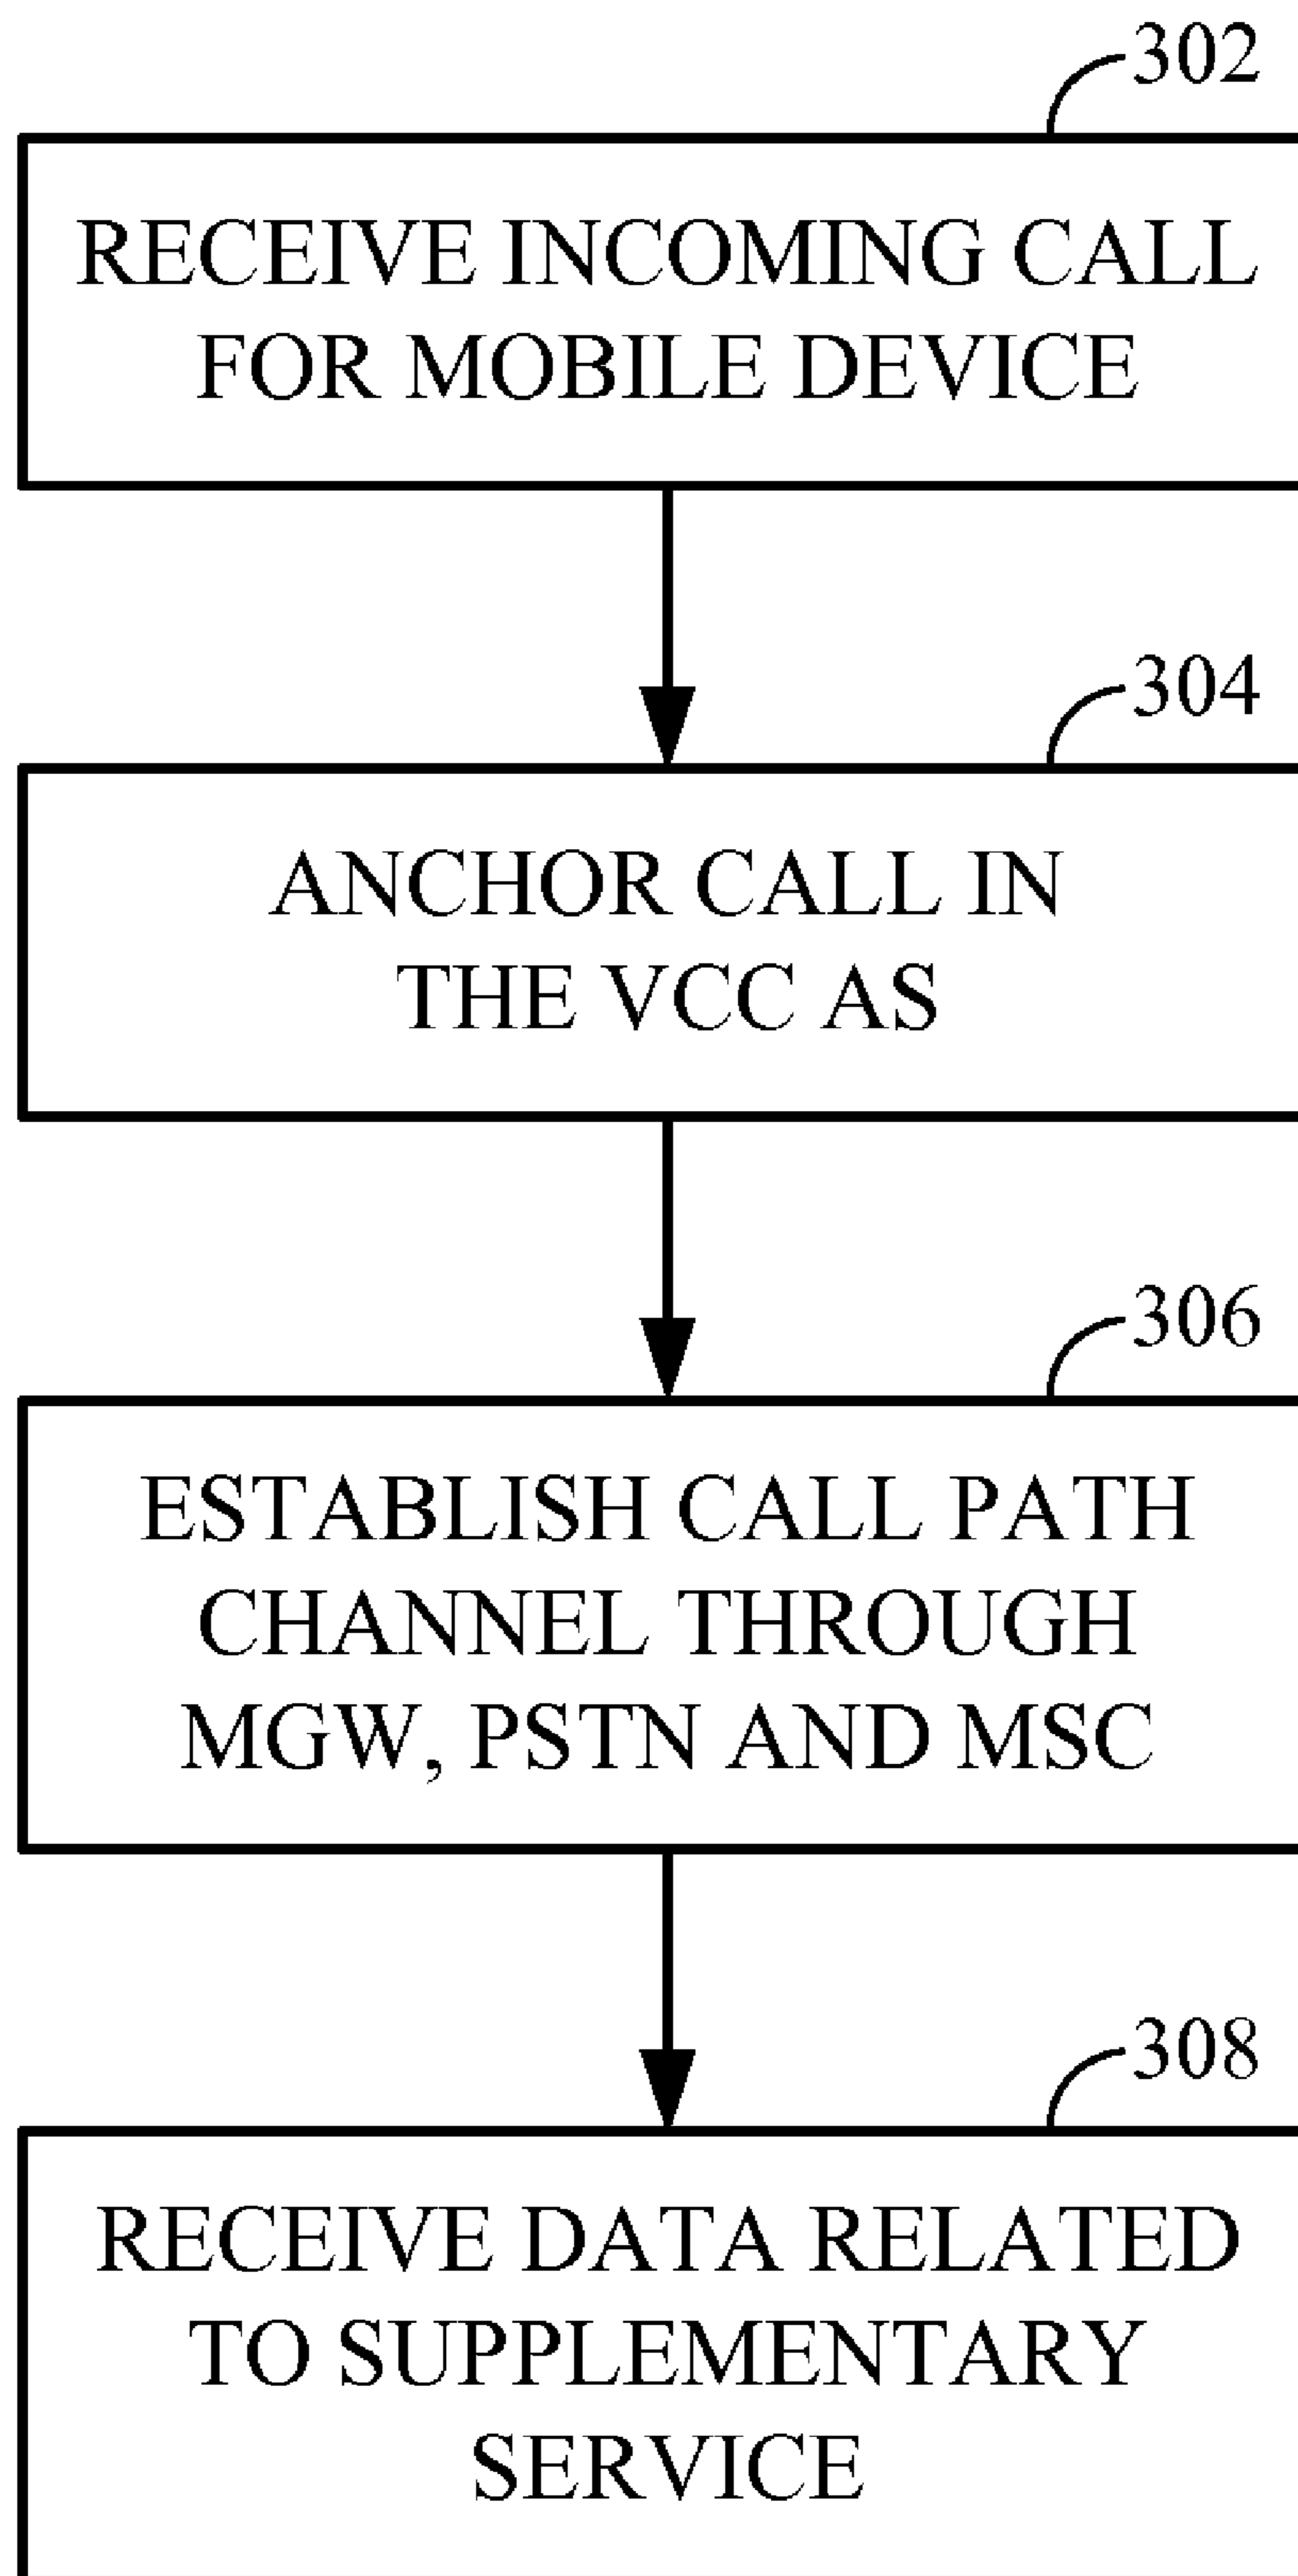 302
RECEIVE INCOMING CALL
FOR MOBILE DEVICE
304
ANCHOR CALL IN
THE VCC AS
306
ESTABLISH CALL PATH
CHANNEL THROUGH
MGW, PSTN AND MSC
308
RECEIVE DATA RELATED
TO SUPPLEMENTARY
SERVICE